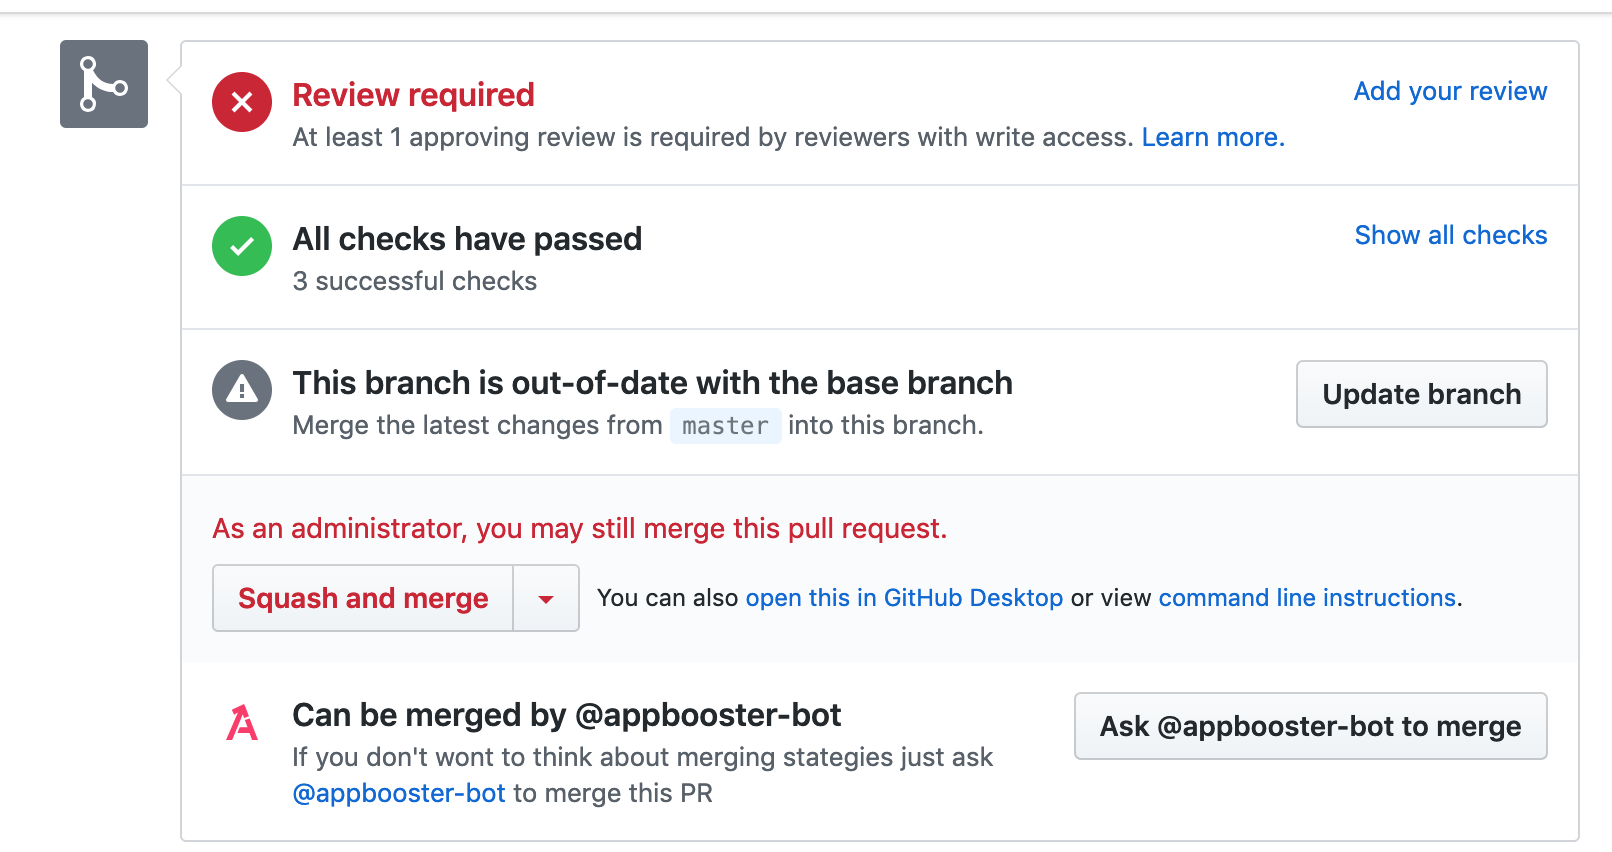 Review required
Add your review
At least 1 approving review is required by reviewers with write access. Learn more.
All checks have passed
Show all checks
3 successful checks
This branch is out-of-date with the base branch
Update branch
Merge the latest changes from master into this branch.
As an administrator, you may still merge this pull request.
Squash and merge
You can also open this in GitHub Desktop or view command line instructions.
Can be merged by @appbooster-bot
Ask @appbooster-bot to merge
If you don't wont to think about merging stategies just ask
@appbooster-bot to merge this PR